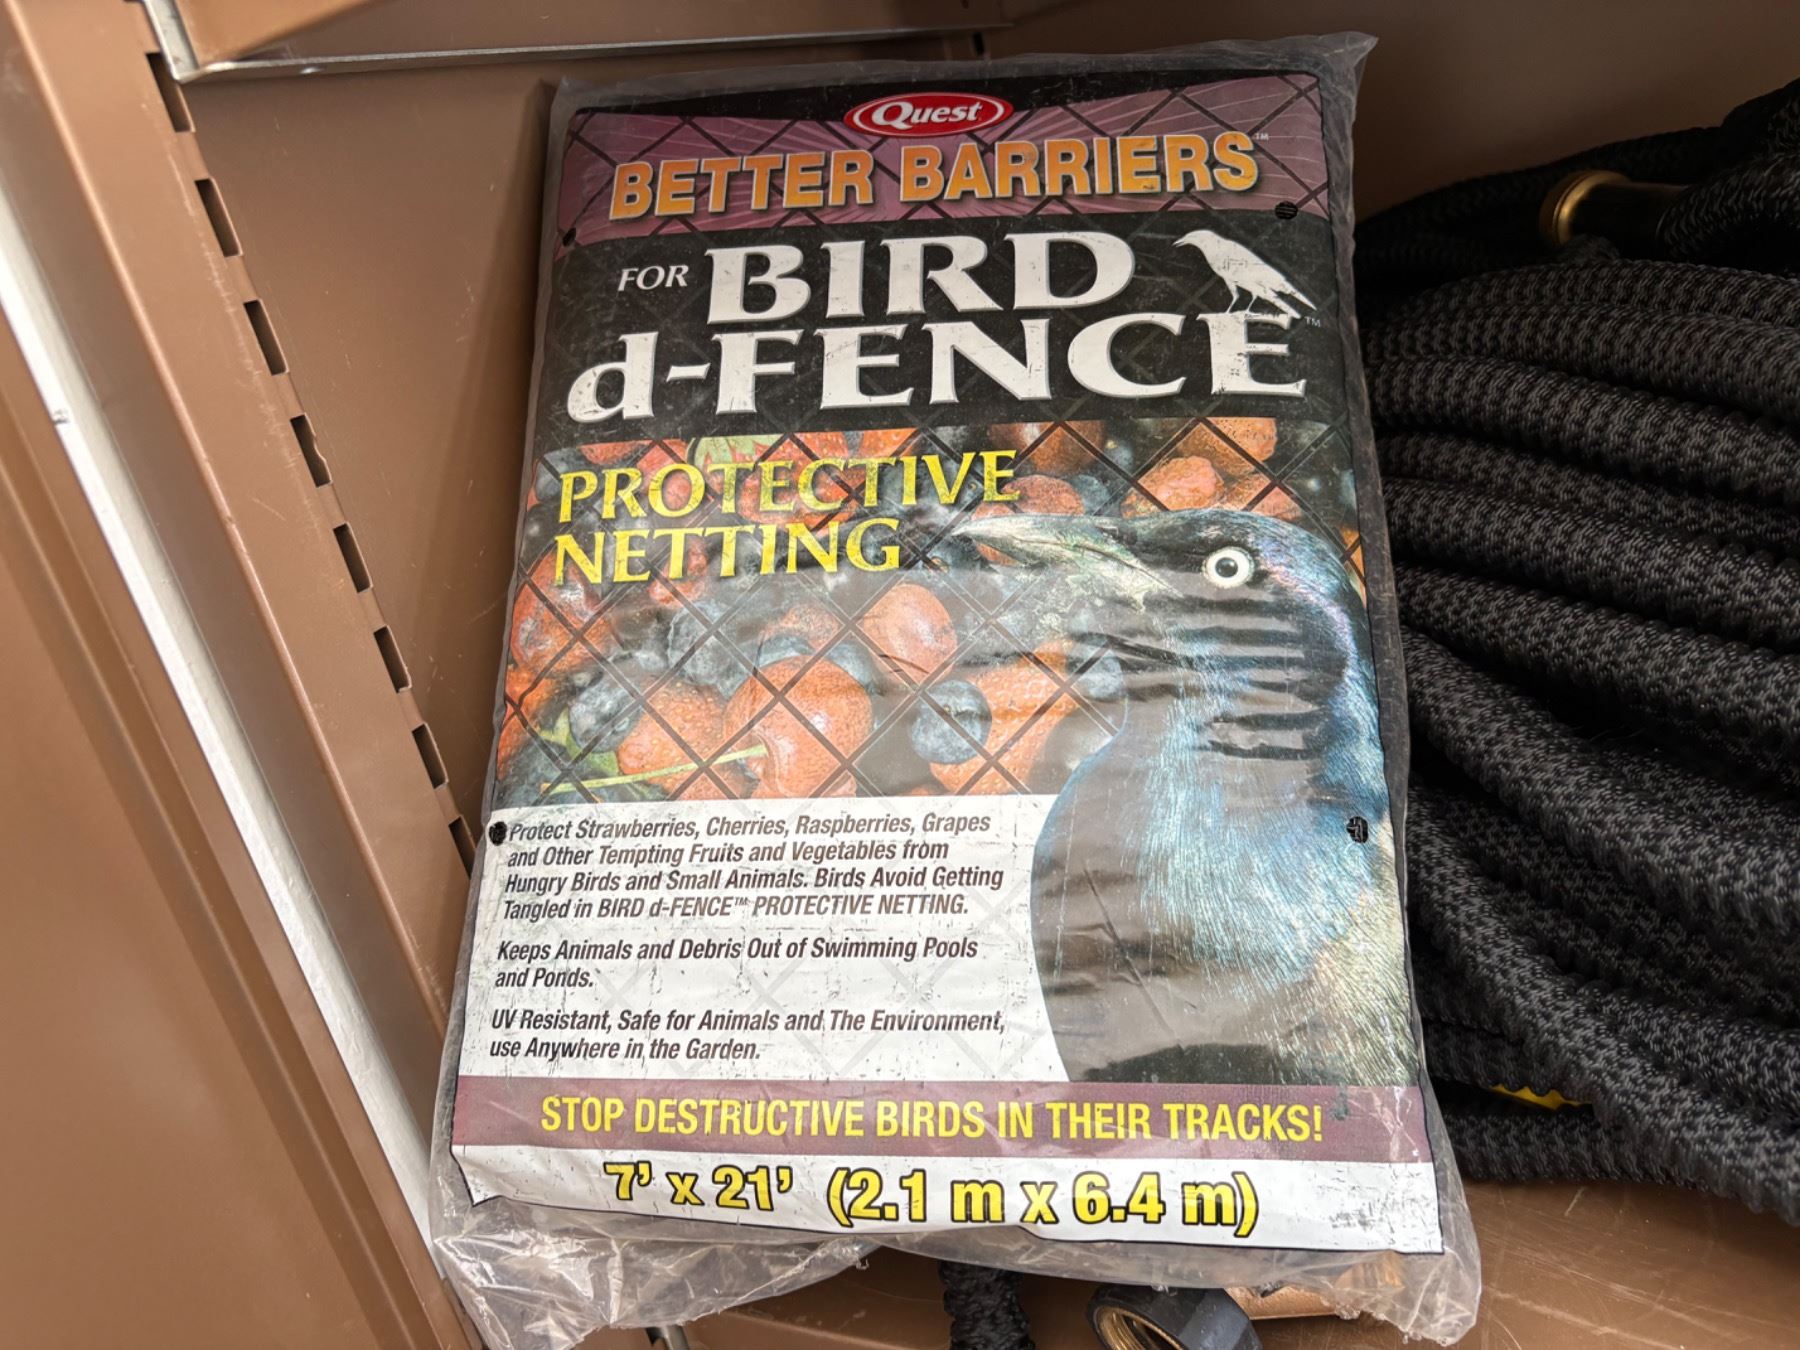 Quest
BETTER BARRIERS™
FOR BIRD
d-FENCE™
PROTECTIVE
NETTING
Protect Strawberries, Cherries, Raspberries, Grapes
and Other Tempting Fruits and Vegetables from
Hungry Birds and Small Animals. Birds Avoid Getting
Tangled in BIRD d-FENCE™ PROTECTIVE NETTING.
Keeps Animals and Debris Out of Swimming Pools
and Ponds.
UV Resistant, Safe for Animals and The Environment,
use Anywhere in the Garden.
STOP DESTRUCTIVE BIRDS IN THEIR TRACKS!
7' x 21' (2.1 m x 6.4 m)